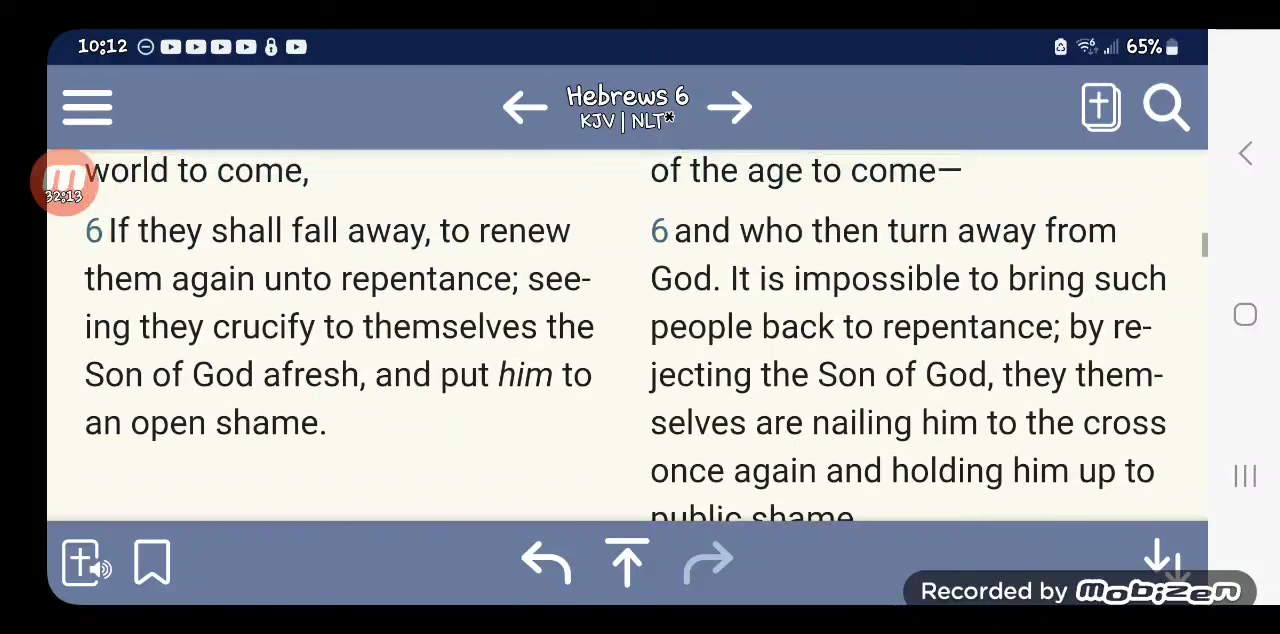 10:12
65%
Hebrews 6
KJV | NLT*
32:13
world to come,
6 If they shall fall away, to renew
them again unto repentance; see-
ing they crucify to themselves the
Son of God afresh, and put him to
an open shame.
of the age to come—
6 and who then turn away from
God. It is impossible to bring such
people back to repentance; by re-
jecting the Son of God, they them-
selves are nailing him to the cross
once again and holding him up to
public shame
Recorded by Mobizen